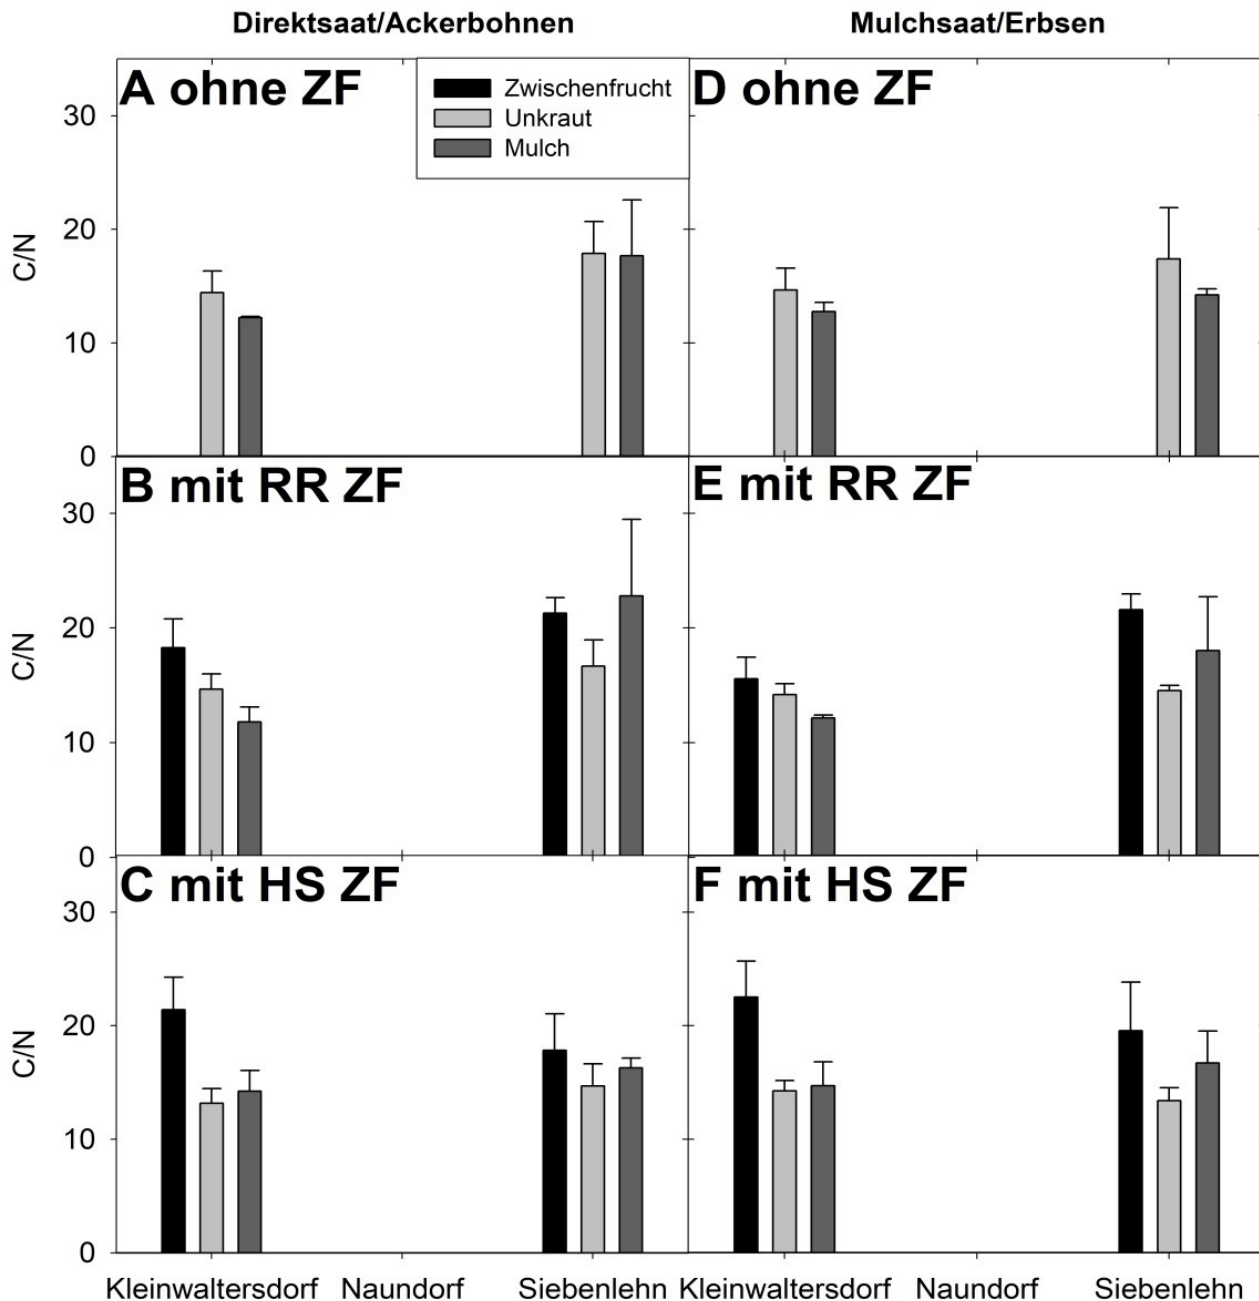 Direktsaat/Ackerbohnen
Mulchsaat/Erbsen
A ohne ZF
Zwischenfrucht
Unkraut
Mulch
D ohne ZF
30
20
10
0
C/N
B mit RR ZF
E mit RR ZF
30
20
10
0
C/N
C mit HS ZF
F mit HS ZF
30
20
10
0
C/N
Kleinwaltersdorf Naundorf Siebenlehn Kleinwaltersdorf Naundorf Siebenlehn